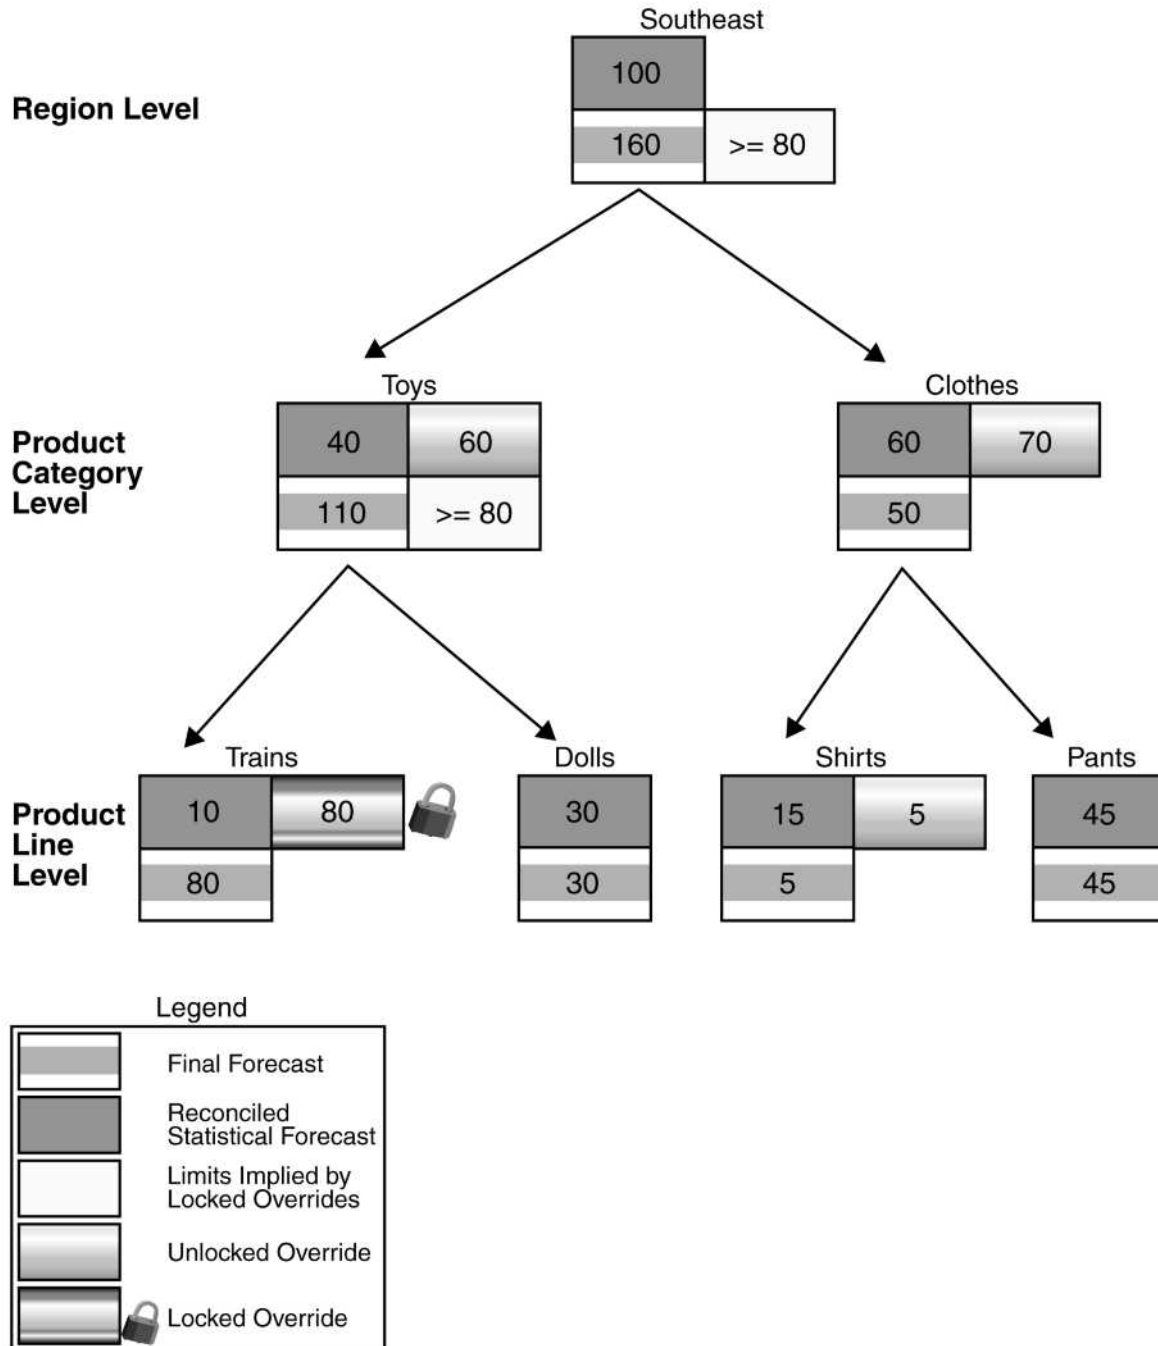 Southeast
100
Region Level
160 >= 80
Toys Clothes
Product
Category
Level
40 60 60 70
110 >= 80 50
Trains Dolls Shirts Pants
Product
Line
Level
10 80 30 15 5 45
80 30 5 45
Legend
Final Forecast
Reconciled
Statistical Forecast
Limits Implied by
Locked Overrides
Unlocked Override
Locked Override